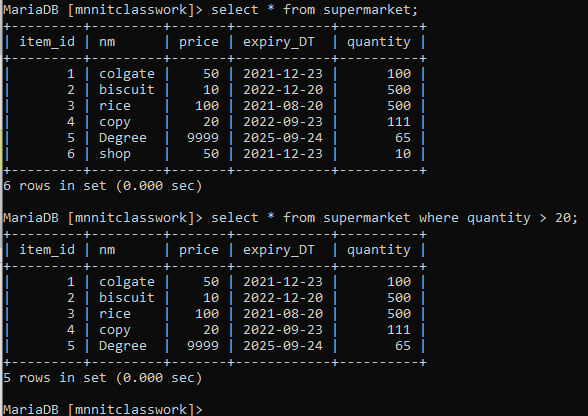 MariaDB [mnnitclasswork]> select * from supermarket;
+---------+---------+-------+------------+----------+
| item_id | nm      | price | expiry_DT  | quantity |
+---------+---------+-------+------------+----------+
|       1 | colgate |    50 | 2021-12-23 |      100 |
|       2 | biscuit |    10 | 2022-12-20 |      500 |
|       3 | rice    |   100 | 2021-08-20 |      500 |
|       4 | copy    |    20 | 2022-09-23 |      111 |
|       5 | Degree  |  9999 | 2025-09-24 |       65 |
|       6 | shop    |    50 | 2021-12-23 |       10 |
+---------+---------+-------+------------+----------+
6 rows in set (0.000 sec)
MariaDB [mnnitclasswork]> select * from supermarket where quantity > 20;
+---------+---------+-------+------------+----------+
| item_id | nm      | price | expiry_DT  | quantity |
+---------+---------+-------+------------+----------+
|       1 | colgate |    50 | 2021-12-23 |      100 |
|       2 | biscuit |    10 | 2022-12-20 |      500 |
|       3 | rice    |   100 | 2021-08-20 |      500 |
|       4 | copy    |    20 | 2022-09-23 |      111 |
|       5 | Degree  |  9999 | 2025-09-24 |       65 |
+---------+---------+-------+------------+----------+
5 rows in set (0.000 sec)
MariaDB [mnnitclasswork]>